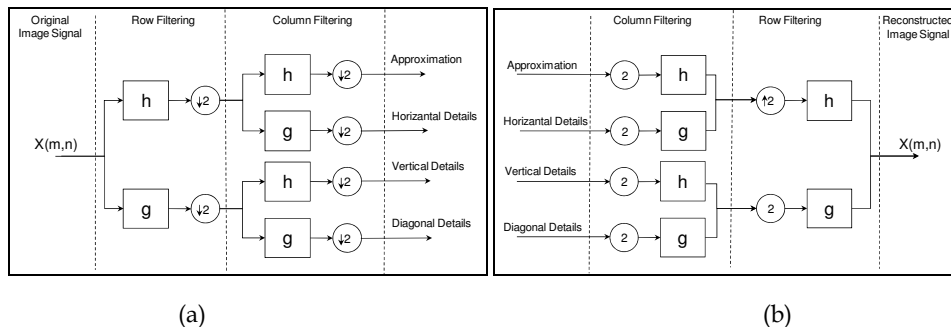 Original
Image Signal
Row Filtering
Column Filtering
h
↓2
h
↓2
Approximation
g
↓2
Horizantal Details
X(m,n)
g
↓2
h
↓2
Vertical Details
g
↓2
Diagonal Details
(a)
Column Filtering
Row Filtering
Reconstructed
Image Signal
Approximation
2
h
↑2
h
Horizantal Details
2
g
X(m,n)
Vertical Details
2
h
2
g
Diagonal Details
2
g
(b)